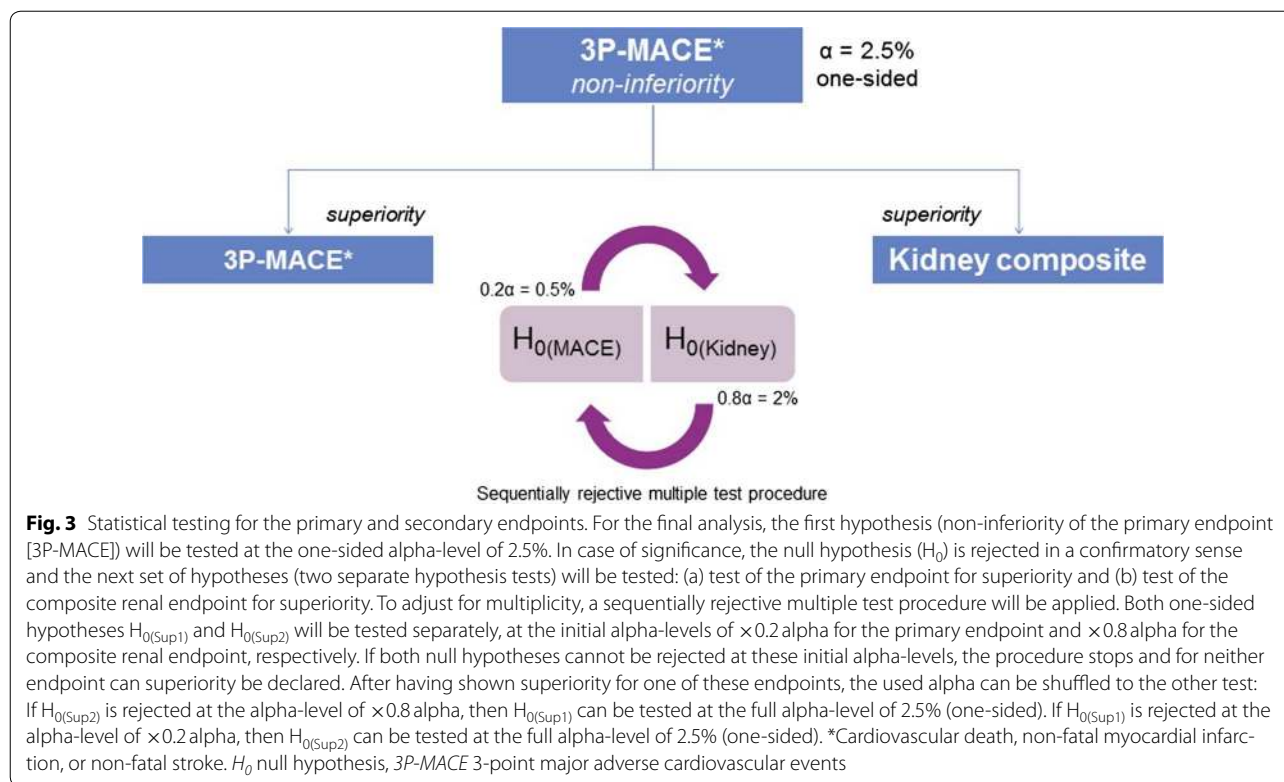 3P-MACE*
non-inferiority
α = 2.5%
one-sided
superiority
superiority
3P-MACE*
Kidney composite
0.2α = 0.5%
H0(MACE)
H0(Kidney)
0.8α = 2%
Sequentially rejective multiple test procedure
Fig. 3 Statistical testing for the primary and secondary endpoints. For the final analysis, the first hypothesis (non-inferiority of the primary endpoint
[3P-MACE]) will be tested at the one-sided alpha-level of 2.5%. In case of significance, the null hypothesis (H0) is rejected in a confirmatory sense
and the next set of hypotheses (two separate hypothesis tests) will be tested: (a) test of the primary endpoint for superiority and (b) test of the
composite renal endpoint for superiority. To adjust for multiplicity, a sequentially rejective multiple test procedure will be applied. Both one-sided
hypotheses H0(Sup1) and H0(Sup2) will be tested separately, at the initial alpha-levels of ×0.2 alpha for the primary endpoint and ×0.8 alpha for the
composite renal endpoint, respectively. If both null hypotheses cannot be rejected at these initial alpha-levels, the procedure stops and for neither
endpoint can superiority be declared. After having shown superiority for one of these endpoints, the used alpha can be shuffled to the other test:
If H0(Sup2) is rejected at the alpha-level of ×0.8 alpha, then H0(Sup1) can be tested at the full alpha-level of 2.5% (one-sided). If H0(Sup1) is rejected at the
alpha-level of ×0.2 alpha, then H0(Sup2) can be tested at the full alpha-level of 2.5% (one-sided). *Cardiovascular death, non-fatal myocardial infarc-
tion, or non-fatal stroke. H0 null hypothesis, 3P-MACE 3-point major adverse cardiovascular events